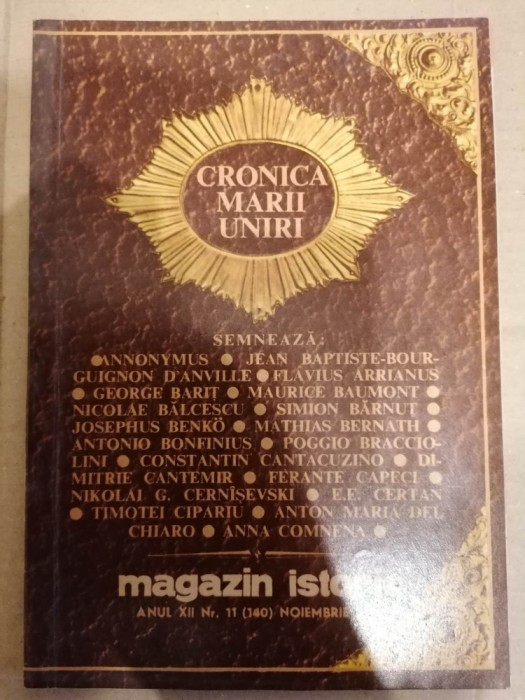 CRONICA
MARII
UNIRI
SEMNEAZĂ:
●ANNONYMUS ● JEAN BAPTISTE-BOUR-
GUIGNON D'ANVILLE ● FLAVIUS ARRIANUS
● GEORGE BARIȚ ● MAURICE BAUMONT ●
NICOLAE BĂLCESCU ● SIMION BĂRNUȚ ●
JOSEPHUS BENKÖ ● MATHIAS BERNATH ●
ANTONIO BONFINIUS ● POGGIO BRACCIO-
LINI ● CONSTANTIN CANTACUZINO ● DI-
MITRIE CANTEMIR ● FERANTE CAPECI ●
NIKOLAI G. CERNÎȘEVSKI ● E.E. CERTAN
● TIMOTEI CIPARIU ● ANTON MARIA DEL
CHIARO ● ANNA COMNENA ●
magazin istoric
ANUL XII Nr. 11 (140) NOIEMBRIE